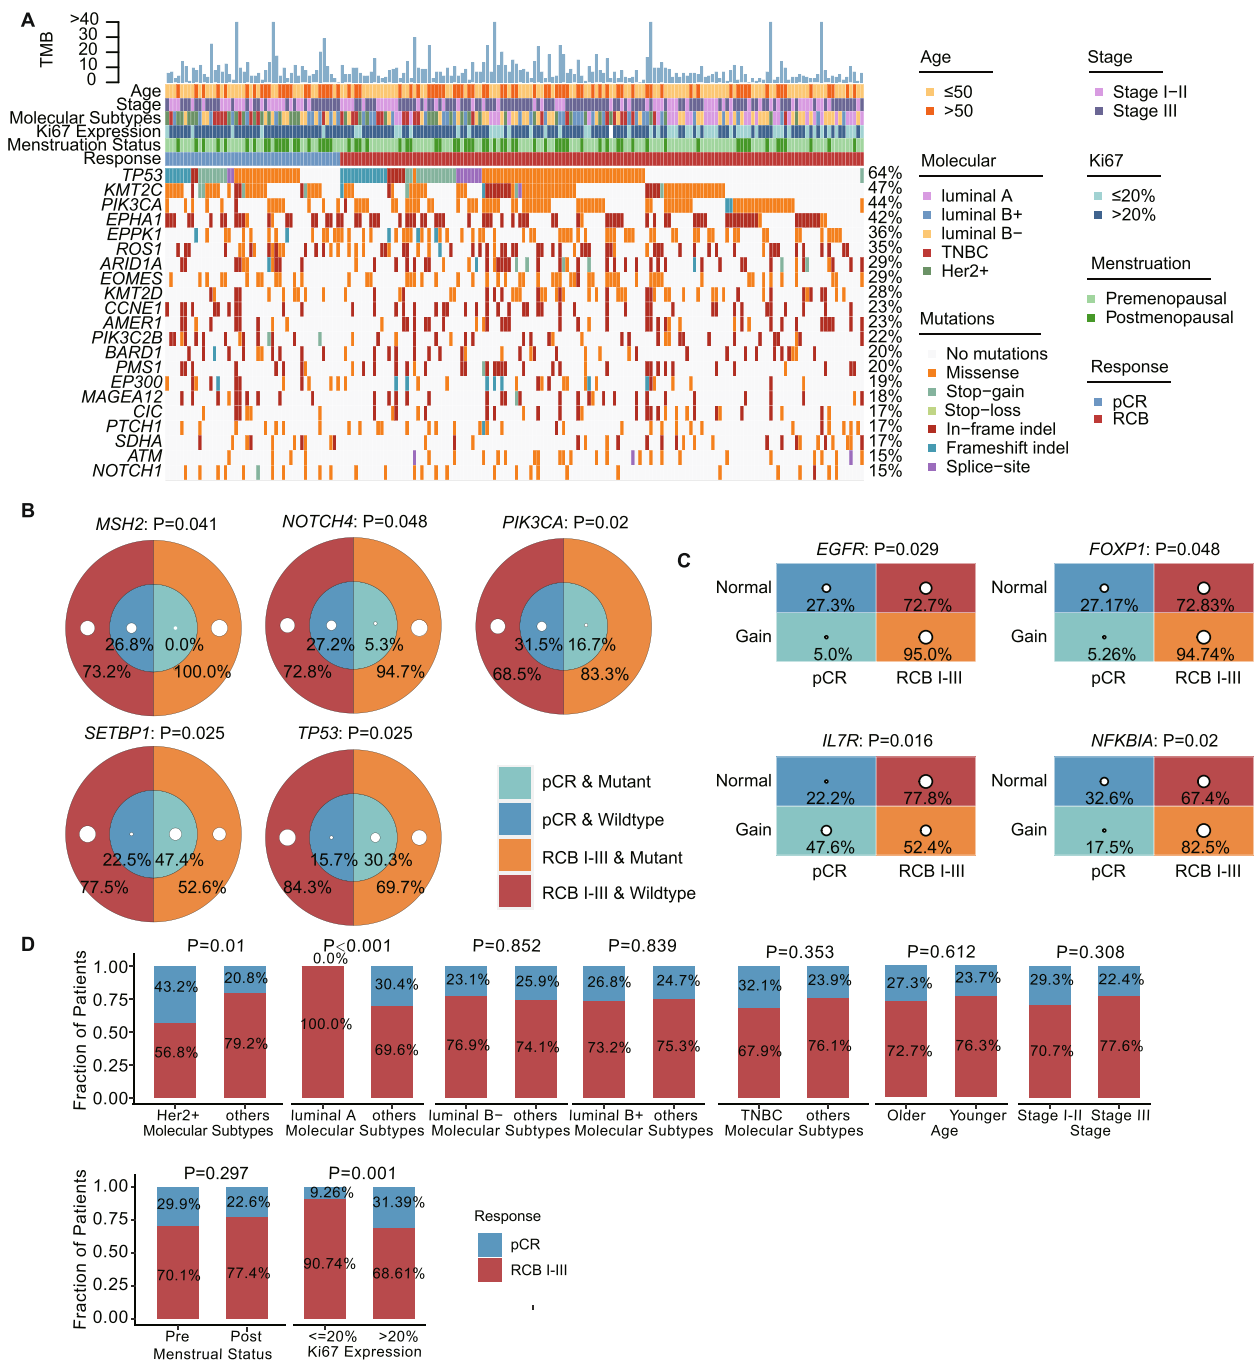 A
TMB
>40
30
20
10
0
Age
Stage
Molecular Subtypes
Ki67 Expression
Menstruation Status
Response
TP53 64%
KMT2C 47%
PIK3CA 44%
EPHA1 42%
EPPK1 36%
ROS1 35%
ARID1A 29%
EOMES 29%
KMT2D 28%
CCNE1 23%
AMER1 23%
PIK3C2B 22%
BARD1 20%
PMS1 20%
EP300 19%
MAGEA12 18%
CIC 17%
PTCH1 17%
SDHA 17%
ATM 15%
NOTCH1 15%
Age
≤50
>50
Molecular
luminal A
luminal B+
luminal B−
TNBC
Her2+
Mutations
No mutations
Missense
Stop−gain
Stop−loss
In−frame indel
Frameshift indel
Splice−site
Stage
Stage I−II
Stage III
Ki67
≤20%
>20%
Menstruation
Premenopausal
Postmenopausal
Response
pCR
RCB
B
MSH2: P=0.041
26.8% 0.0%
73.2% 100.0%
NOTCH4: P=0.048
27.2% 5.3%
72.8% 94.7%
PIK3CA: P=0.02
31.5% 16.7%
68.5% 83.3%
SETBP1: P=0.025
22.5% 47.4%
77.5% 52.6%
TP53: P=0.025
15.7% 30.3%
84.3% 69.7%
pCR & Mutant
pCR & Wildtype
RCB I-III & Mutant
RCB I-III & Wildtype
C
EGFR: P=0.029
Normal 27.3% 72.7%
Gain 5.0% 95.0%
pCR RCB I-III
FOXP1: P=0.048
Normal 27.17% 72.83%
Gain 5.26% 94.74%
pCR RCB I-III
IL7R: P=0.016
Normal 22.2% 77.8%
Gain 47.6% 52.4%
pCR RCB I-III
NFKBIA: P=0.02
Normal 32.6% 67.4%
Gain 17.5% 82.5%
pCR RCB I-III
D
Fraction of Patients
1.00
0.75
0.50
0.25
0.00
P=0.01
43.2% 20.8%
56.8% 79.2%
Her2+ others
Molecular Subtypes
P<0.001
0.0% 30.4%
100.0% 69.6%
luminal A others
Molecular Subtypes
P=0.852
23.1% 25.9%
76.9% 74.1%
luminal B− others
Molecular Subtypes
P=0.839
26.8% 24.7%
73.2% 75.3%
luminal B+ others
Molecular Subtypes
P=0.353
32.1% 23.9%
67.9% 76.1%
TNBC others
Molecular Subtypes
P=0.612
27.3% 23.7%
72.7% 76.3%
Older Younger
Age
P=0.308
29.3% 22.4%
70.7% 77.6%
Stage I-II Stage III
Stage
Fraction of Patients
1.00
0.75
0.50
0.25
0.00
P=0.297
29.9% 22.6%
70.1% 77.4%
Pre Post
Menstrual Status
P=0.001
9.26% 31.39%
90.74% 68.61%
<=20% >20%
Ki67 Expression
Response
pCR
RCB I-III